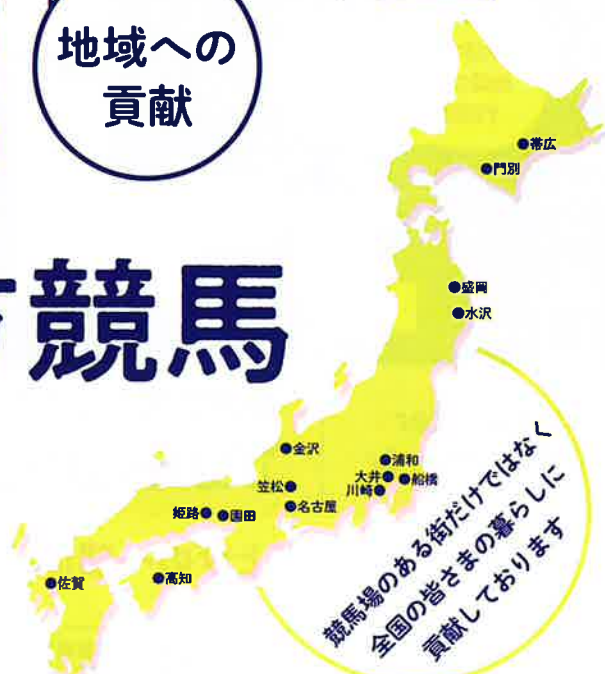 地域への
貢献
競馬
帯広
門別
盛岡
水沢
金沢
浦和
大井
船橋
川崎
笠松
名古屋
姫路
園田
佐賀
高知
競馬場のある街だけではなく
全国の皆さまの暮らしに
貢献しております